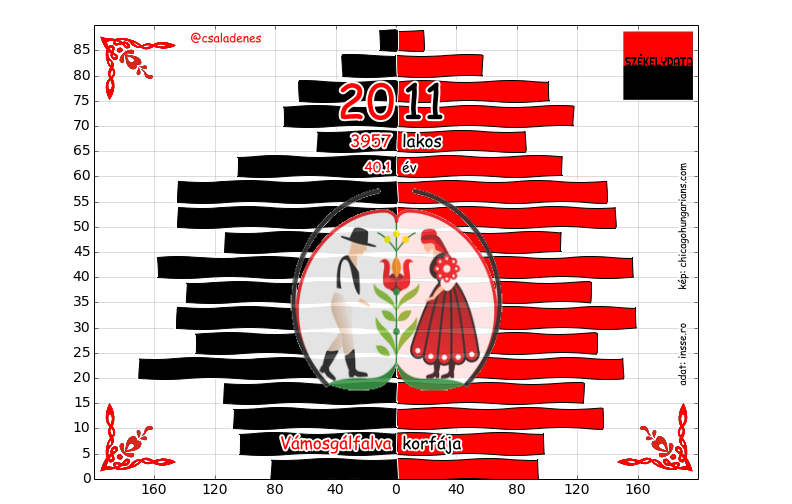 @csaladenes
SZÉKELYDATA
2011
3957 lakos
40.1 év
kép: chicagohungarians.com
adat: insse.ro
Vámosgálfalva korfája
85
80
75
70
65
60
55
50
45
40
35
30
25
20
15
10
5
0
160 120 80 40 0 40 80 120 160